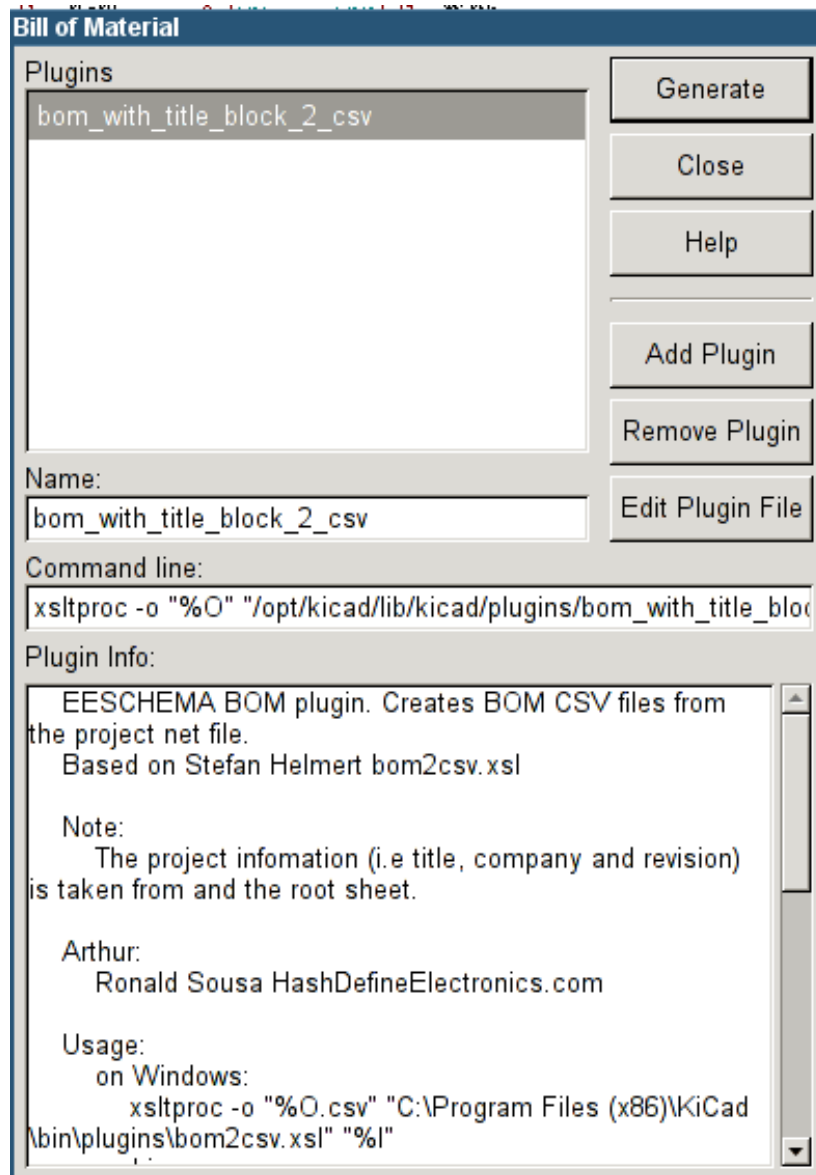 Bill of Material
Plugins
bom_with_title_block_2_csv
Generate
Close
Help
Add Plugin
Remove Plugin
Edit Plugin File
Name:
bom_with_title_block_2_csv
Command line:
xsltproc -o "%O" "/opt/kicad/lib/kicad/plugins/bom_with_title_bloc
Plugin Info:
EESCHEMA BOM plugin. Creates BOM CSV files from
the project net file.
Based on Stefan Helmert bom2csv.xsl
Note:
The project infomation (i.e title, company and revision)
is taken from and the root sheet.
Arthur:
Ronald Sousa HashDefineElectronics.com
Usage:
on Windows:
xsltproc -o "%O.csv" "C:\Program Files (x86)\KiCad
\bin\plugins\bom2csv.xsl" "%I"